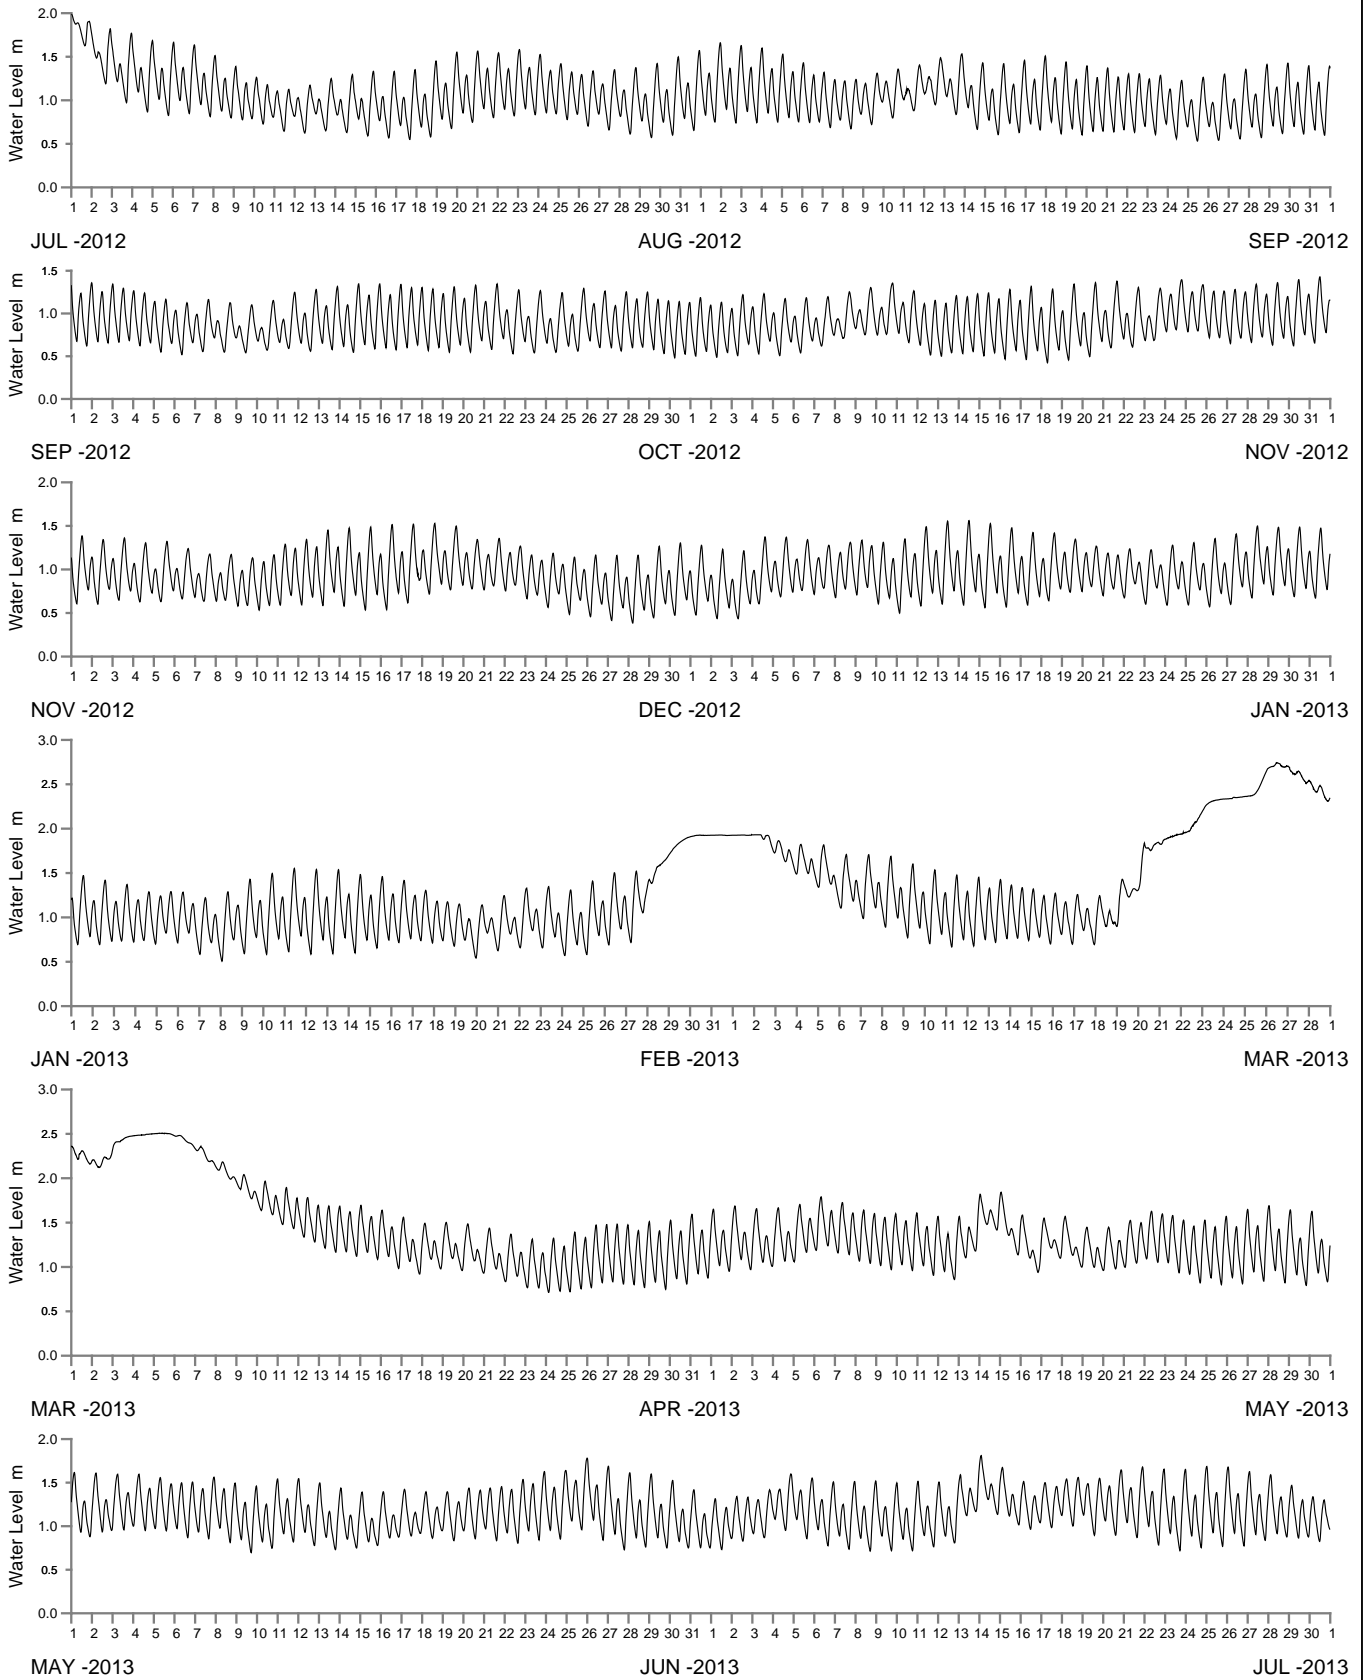 2.0
1.5
1.0
0.5
0.0
Water Level m
1 2 3 4 5 6 7 8 9 10 11 12 13 14 15 16 17 18 19 20 21 22 23 24 25 26 27 28 29 30 31 1 2 3 4 5 6 7 8 9 10 11 12 13 14 15 16 17 18 19 20 21 22 23 24 25 26 27 28 29 30 31 1
JUL -2012 AUG -2012 SEP -2012
1.5
1.0
0.5
0.0
Water Level m
1 2 3 4 5 6 7 8 9 10 11 12 13 14 15 16 17 18 19 20 21 22 23 24 25 26 27 28 29 30 1 2 3 4 5 6 7 8 9 10 11 12 13 14 15 16 17 18 19 20 21 22 23 24 25 26 27 28 29 30 31 1
SEP -2012 OCT -2012 NOV -2012
2.0
1.5
1.0
0.5
0.0
Water Level m
1 2 3 4 5 6 7 8 9 10 11 12 13 14 15 16 17 18 19 20 21 22 23 24 25 26 27 28 29 30 1 2 3 4 5 6 7 8 9 10 11 12 13 14 15 16 17 18 19 20 21 22 23 24 25 26 27 28 29 30 31 1
NOV -2012 DEC -2012 JAN -2013
3.0
2.5
2.0
1.5
1.0
0.5
0.0
Water Level m
1 2 3 4 5 6 7 8 9 10 11 12 13 14 15 16 17 18 19 20 21 22 23 24 25 26 27 28 29 30 31 1 2 3 4 5 6 7 8 9 10 11 12 13 14 15 16 17 18 19 20 21 22 23 24 25 26 27 28 1
JAN -2013 FEB -2013 MAR -2013
3.0
2.5
2.0
1.5
1.0
0.5
0.0
Water Level m
1 2 3 4 5 6 7 8 9 10 11 12 13 14 15 16 17 18 19 20 21 22 23 24 25 26 27 28 29 30 31 1 2 3 4 5 6 7 8 9 10 11 12 13 14 15 16 17 18 19 20 21 22 23 24 25 26 27 28 29 30 1
MAR -2013 APR -2013 MAY -2013
2.0
1.5
1.0
0.5
0.0
Water Level m
1 2 3 4 5 6 7 8 9 10 11 12 13 14 15 16 17 18 19 20 21 22 23 24 25 26 27 28 29 30 31 1 2 3 4 5 6 7 8 9 10 11 12 13 14 15 16 17 18 19 20 21 22 23 24 25 26 27 28 29 30 1
MAY -2013 JUN -2013 JUL -2013